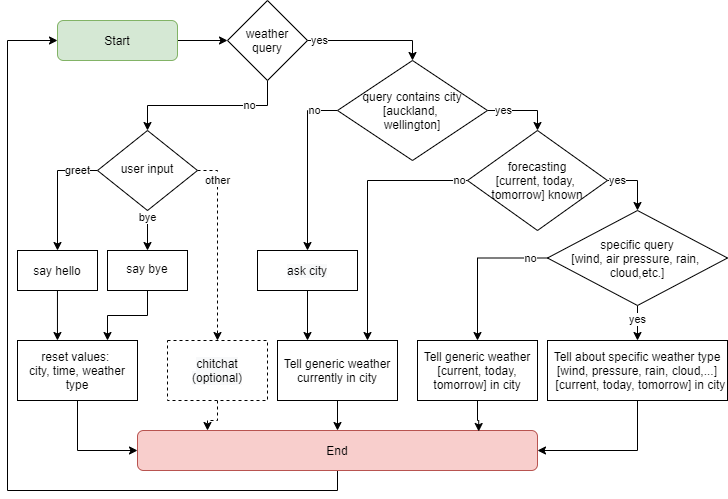 Start
weather
query
yes
no
query contains city
[auckland,
wellington]
no
yes
user input
greet
other
bye
forecasting
[current, today,
tomorrow] known
no
yes
specific query
[wind, air pressure, rain,
cloud,etc.]
no
yes
say hello
say bye
ask city
reset values:
city, time, weather
type
chitchat
(optional)
Tell generic weather
currently in city
Tell generic weather
[current, today,
tomorrow] in city
Tell about specific weather type
[wind, pressure, rain, cloud,...]
[current, today, tomorrow] in city
End